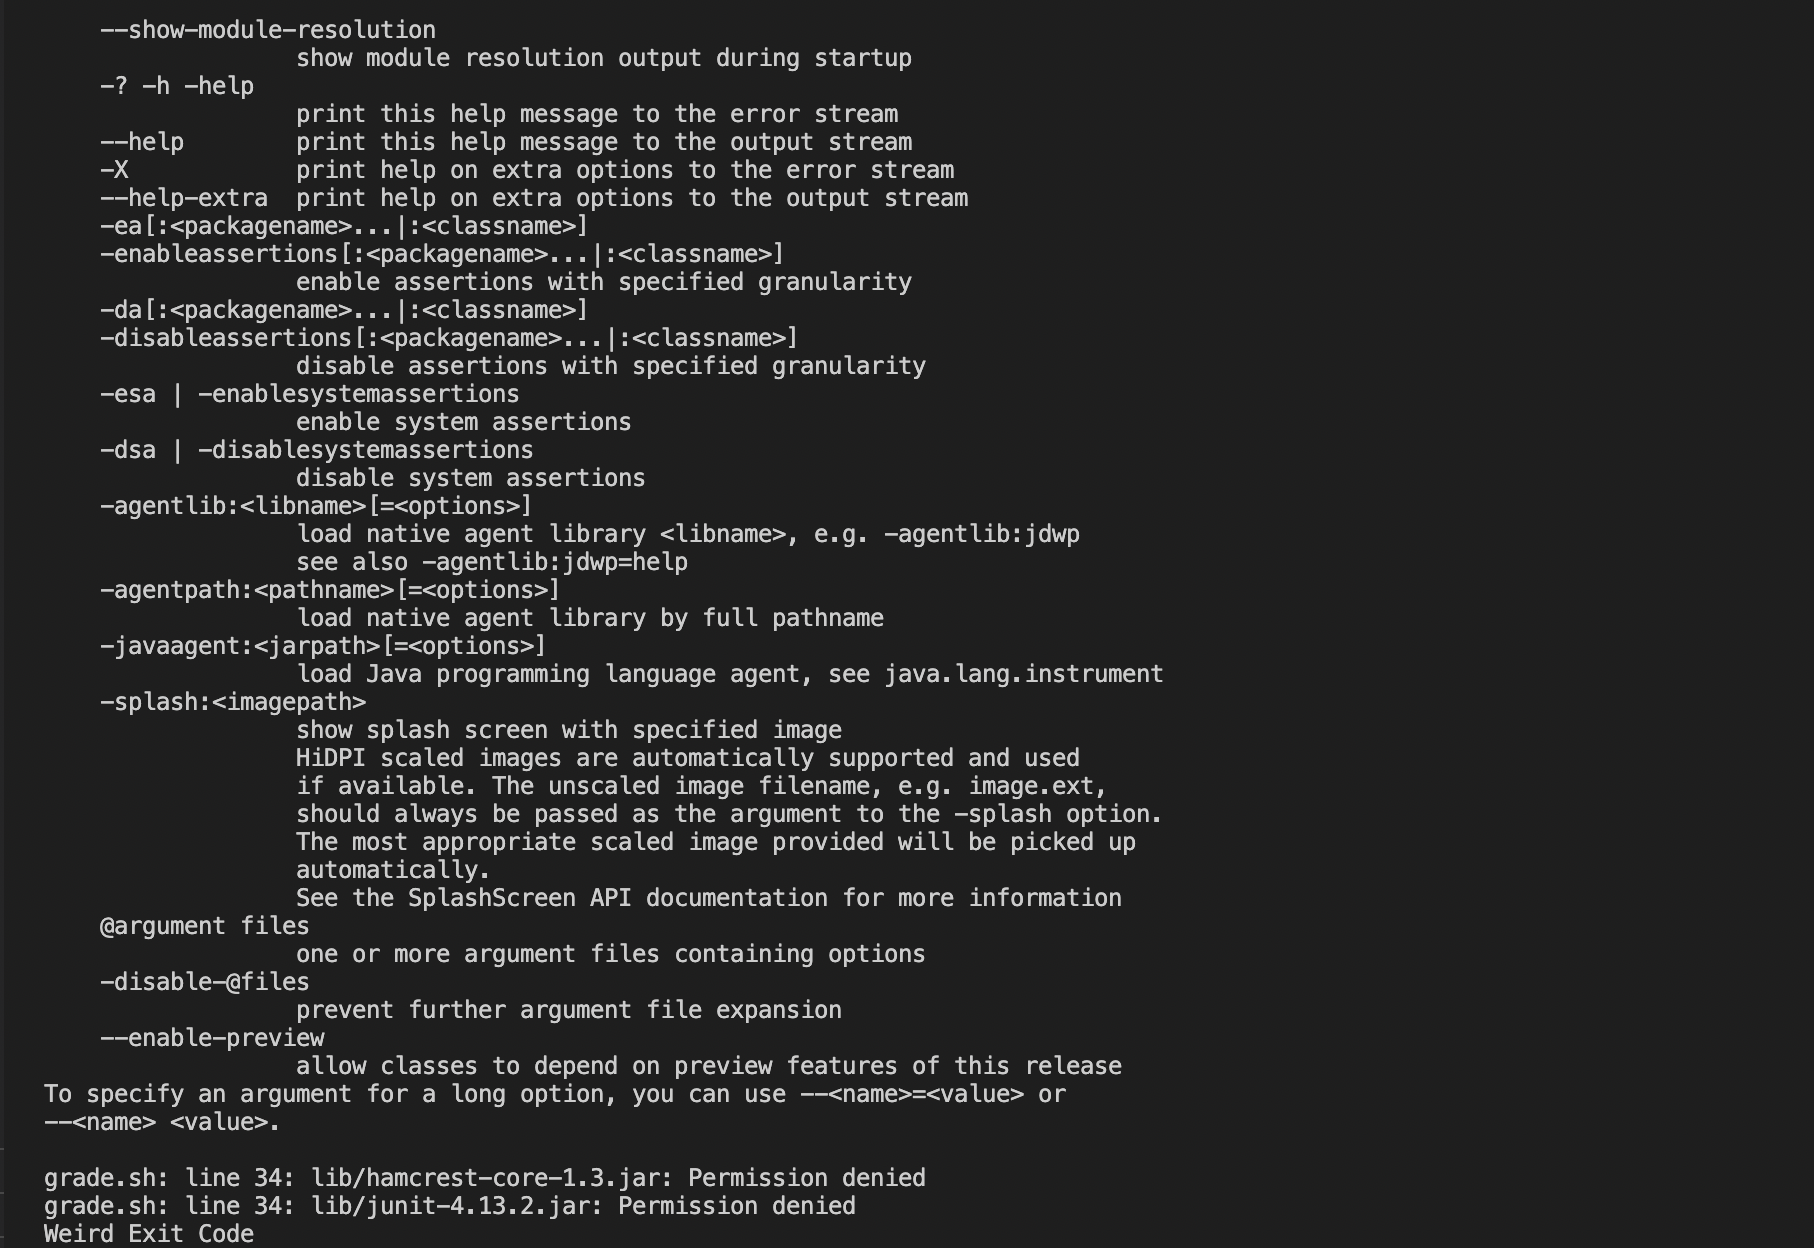 --show-module-resolution
show module resolution output during startup
-? -h -help
print this help message to the error stream
--help print this help message to the output stream
-X print help on extra options to the error stream
--help-extra print help on extra options to the output stream
-ea[:<packagename>...|:<classname>]
-enableassertions[:<packagename>...|:<classname>]
enable assertions with specified granularity
-da[:<packagename>...|:<classname>]
-disableassertions[:<packagename>...|:<classname>]
disable assertions with specified granularity
-esa | -enablesystemassertions
enable system assertions
-dsa | -disablesystemassertions
disable system assertions
-agentlib:<libname>[=<options>]
load native agent library <libname>, e.g. -agentlib:jdwp
see also -agentlib:jdwp=help
-agentpath:<pathname>[=<options>]
load native agent library by full pathname
-javaagent:<jarpath>[=<options>]
load Java programming language agent, see java.lang.instrument
-splash:<imagepath>
show splash screen with specified image
HiDPI scaled images are automatically supported and used
if available. The unscaled image filename, e.g. image.ext,
should always be passed as the argument to the -splash option.
The most appropriate scaled image provided will be picked up
automatically.
See the SplashScreen API documentation for more information
@argument files
one or more argument files containing options
-disable-@files
prevent further argument file expansion
--enable-preview
allow classes to depend on preview features of this release
To specify an argument for a long option, you can use --<name>=<value> or
--<name> <value>.
grade.sh: line 34: lib/hamcrest-core-1.3.jar: Permission denied
grade.sh: line 34: lib/junit-4.13.2.jar: Permission denied
Weird Exit Code